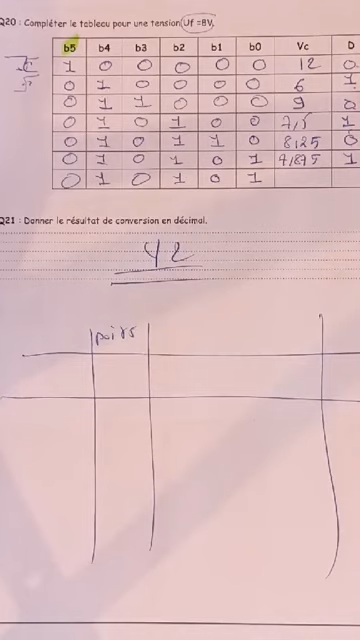 Q20 : Compléter le tableau pour une tension Uf =8V.
b5 b4 b3 b2 b1 b0 Vc D
1 0 0 0 0 0 12 0
0 1 0 0 0 0 6 1
0 1 1 0 0 0 9 0
0 1 0 1 0 0 7,5 1
0 1 0 1 1 0 8,25 0
0 1 0 1 0 1 7,875 1
0 1 0 1 0 1
Q21 : Donner le résultat de conversion en décimal.
42
poids